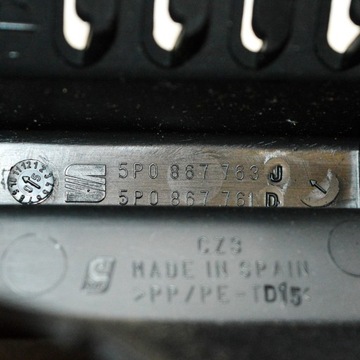 5P0 867 763 J
5P0 867 761 D
CZS
MADE IN SPAIN
>PP/PE-TD15<